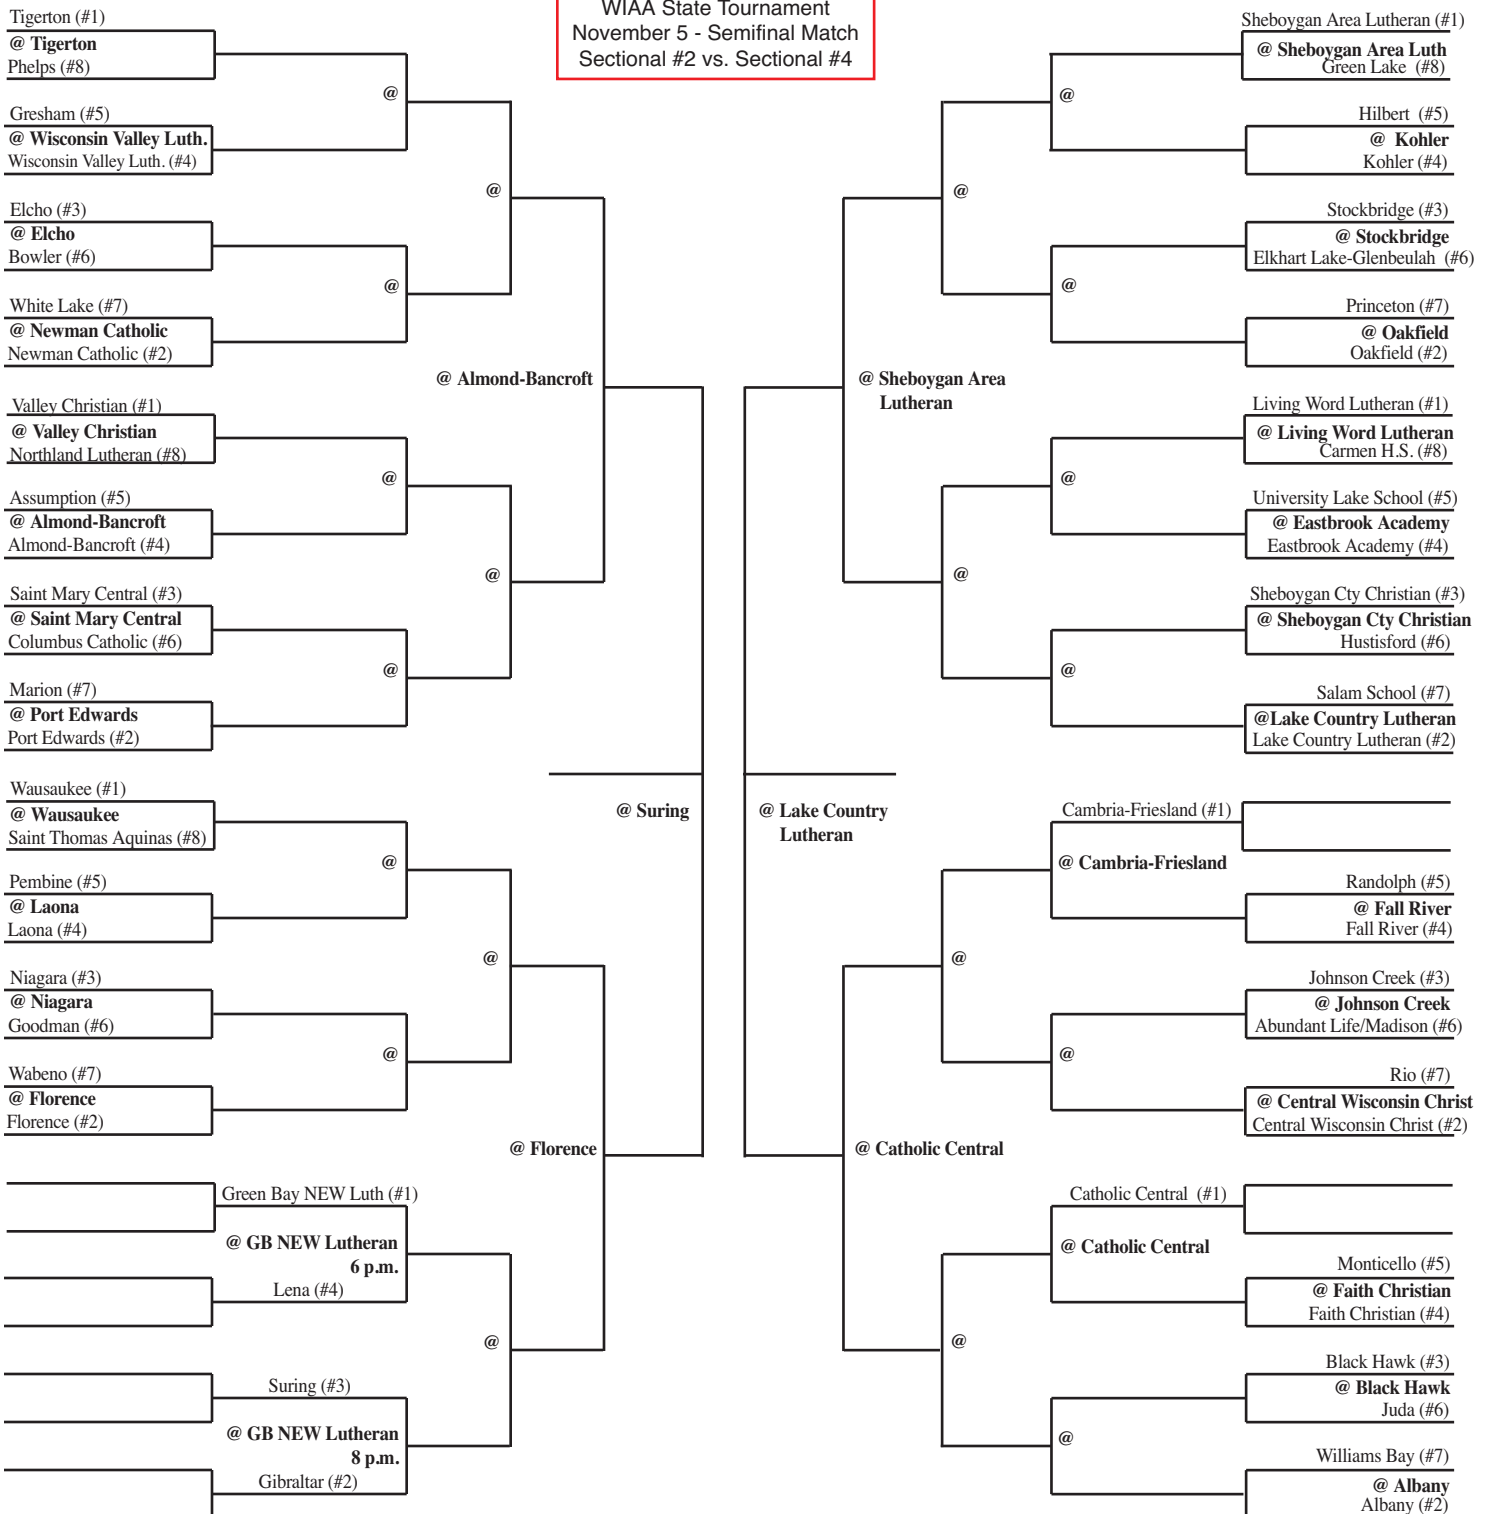 WIAA State Tournament
November 5 - Semifinal Match
Sectional #2 vs. Sectional #4
Tigerton (#1)
@ Tigerton
Phelps (#8)
@
Gresham (#5)
@ Wisconsin Valley Luth.
Wisconsin Valley Luth. (#4)
@
Elcho (#3)
@ Elcho
Bowler (#6)
@
White Lake (#7)
@ Newman Catholic
Newman Catholic (#2)
@ Almond-Bancroft
Valley Christian (#1)
@ Valley Christian
Northland Lutheran (#8)
@
Assumption (#5)
@ Almond-Bancroft
Almond-Bancroft (#4)
@
Saint Mary Central (#3)
@ Saint Mary Central
Columbus Catholic (#6)
@
Marion (#7)
@ Port Edwards
Port Edwards (#2)
@ Suring
Wausaukee (#1)
@ Wausaukee
Saint Thomas Aquinas (#8)
@
Pembine (#5)
@ Laona
Laona (#4)
@
Niagara (#3)
@ Niagara
Goodman (#6)
@
Wabeno (#7)
@ Florence
Florence (#2)
@ Florence
Green Bay NEW Luth (#1)
@ GB NEW Lutheran
6 p.m.
Lena (#4)
@
Suring (#3)
@ GB NEW Lutheran
8 p.m.
Gibraltar (#2)
Sheboygan Area Lutheran (#1)
@ Sheboygan Area Luth
Green Lake (#8)
@
Hilbert (#5)
@ Kohler
Kohler (#4)
@
Stockbridge (#3)
@ Stockbridge
Elkhart Lake-Glenbeulah (#6)
@
Princeton (#7)
@ Oakfield
Oakfield (#2)
@ Sheboygan Area
Lutheran
Living Word Lutheran (#1)
@ Living Word Lutheran
Carmen H.S. (#8)
@
University Lake School (#5)
@ Eastbrook Academy
Eastbrook Academy (#4)
@
Sheboygan Cty Christian (#3)
@ Sheboygan Cty Christian
Hustisford (#6)
@
Salam School (#7)
@Lake Country Lutheran
Lake Country Lutheran (#2)
@ Lake Country
Lutheran
Cambria-Friesland (#1)
@ Cambria-Friesland
Randolph (#5)
@ Fall River
Fall River (#4)
@
Johnson Creek (#3)
@ Johnson Creek
Abundant Life/Madison (#6)
@
Rio (#7)
@ Central Wisconsin Christ
Central Wisconsin Christ (#2)
@ Catholic Central
Catholic Central (#1)
@ Catholic Central
Monticello (#5)
@ Faith Christian
Faith Christian (#4)
@
Black Hawk (#3)
@ Black Hawk
Juda (#6)
@
Williams Bay (#7)
@ Albany
Albany (#2)